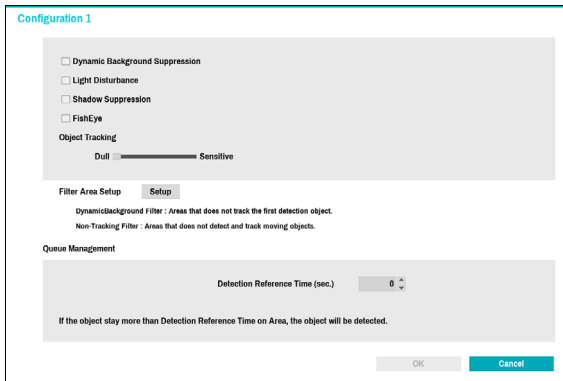 Configuration 1
Dynamic Background Suppression
Light Disturbance
Shadow Suppression
FishEye
Object Tracking
Dull Sensitive
Filter Area Setup Setup
DynamicBackground Filter : Areas that does not track the first detection object.
Non-Tracking Filter : Areas that does not detect and track moving objects.
Queue Management
Detection Reference Time (sec.) 0
If the object stay more than Detection Reference Time on Area, the object will be detected.
OK Cancel